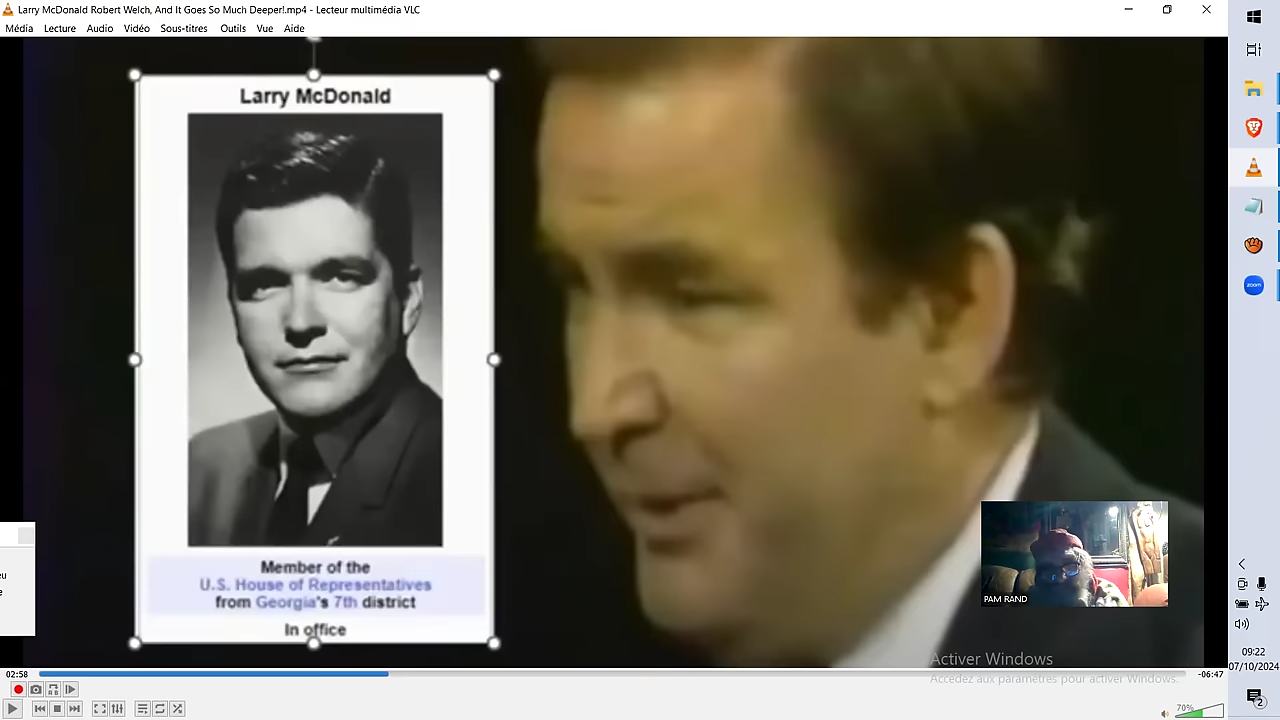 Larry McDonald Robert Welch, And It Goes So Much Deeper!.mp4 - Lecteur multimédia VLC
Média Lecture Audio Vidéo Sous-titres Outils Vue Aide
Larry McDonald
Member of the
U.S. House of Representatives
from Georgia's 7th district
In office
PAM RAND
zoom
Activer Windows
Accédez aux paramètres pour activer Windows.
02:58
-06:47
70%
09:22
07/10/2024
2